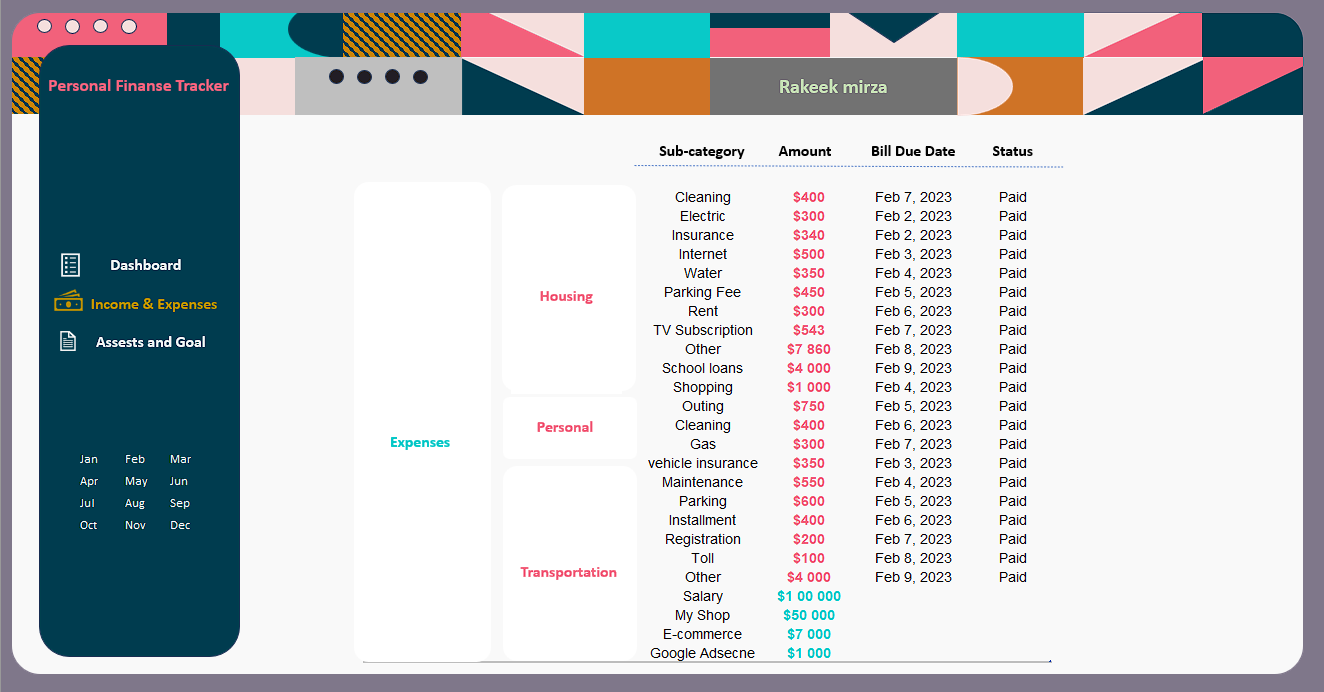 Personal Finanse Tracker
Rakeek mirza
Dashboard
Income & Expenses
Assests and Goal
Jan Feb Mar
Apr May Jun
Jul Aug Sep
Oct Nov Dec
Sub-category Amount Bill Due Date Status
Expenses
Housing
Personal
Transportation
Cleaning $400 Feb 7, 2023 Paid
Electric $300 Feb 2, 2023 Paid
Insurance $340 Feb 2, 2023 Paid
Internet $500 Feb 3, 2023 Paid
Water $350 Feb 4, 2023 Paid
Parking Fee $450 Feb 5, 2023 Paid
Rent $300 Feb 6, 2023 Paid
TV Subscription $543 Feb 7, 2023 Paid
Other $7 860 Feb 8, 2023 Paid
School loans $4 000 Feb 9, 2023 Paid
Shopping $1 000 Feb 4, 2023 Paid
Outing $750 Feb 5, 2023 Paid
Cleaning $400 Feb 6, 2023 Paid
Gas $300 Feb 7, 2023 Paid
vehicle insurance $350 Feb 3, 2023 Paid
Maintenance $550 Feb 4, 2023 Paid
Parking $600 Feb 5, 2023 Paid
Installment $400 Feb 6, 2023 Paid
Registration $200 Feb 7, 2023 Paid
Toll $100 Feb 8, 2023 Paid
Other $4 000 Feb 9, 2023 Paid
Salary $1 00 000
My Shop $50 000
E-commerce $7 000
Google Adsecne $1 000